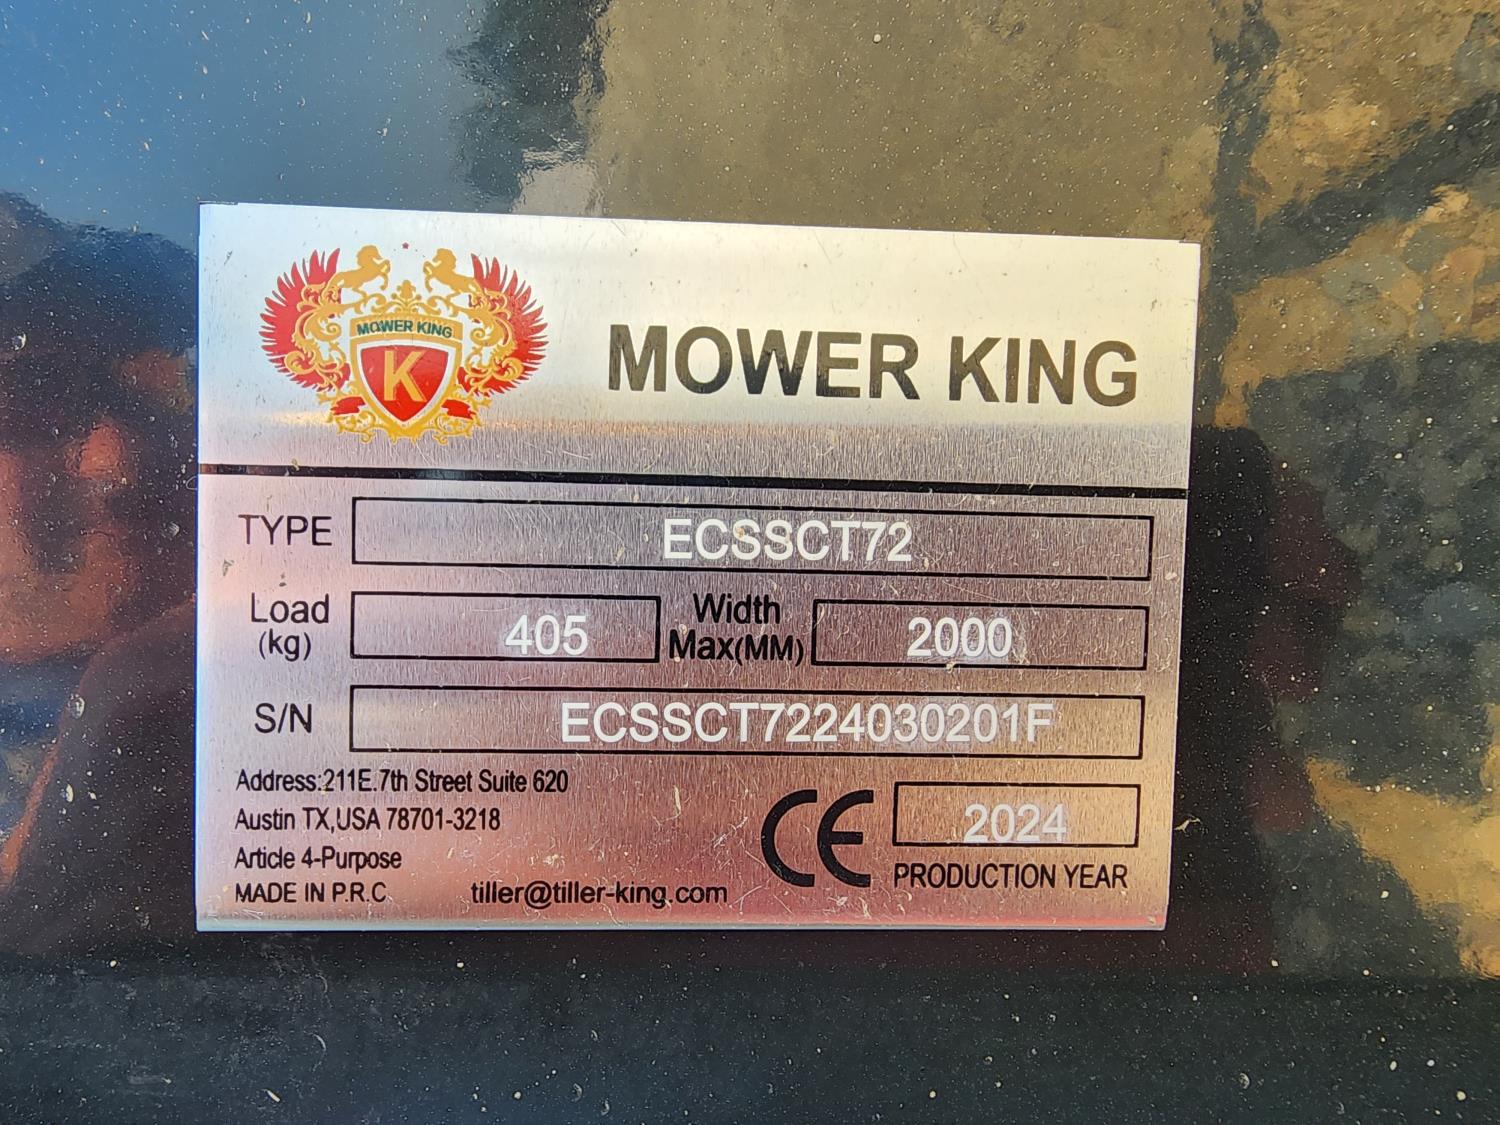 MOWER KING
K
MOWER KING
TYPE ECSSCT72
Load (kg) 405 Width Max(MM) 2000
S/N ECSSCT7224030201F
Address:211E.7th Street Suite 620
Austin TX,USA 78701-3218
Article 4-Purpose
MADE IN P.R.C tiller@tiller-king.com
CE 2024
PRODUCTION YEAR